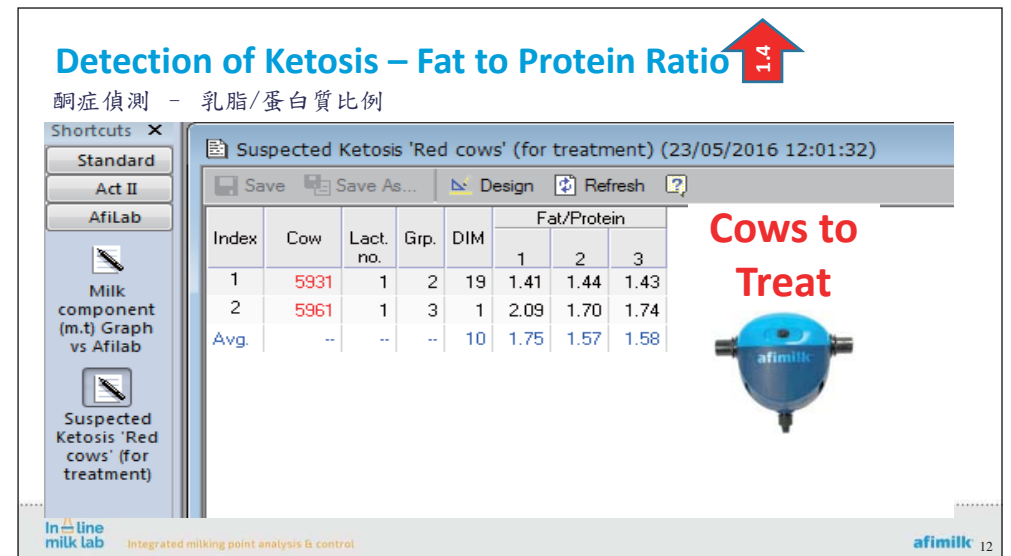 Detection of Ketosis – Fat to Protein Ratio 1.4
酮症偵測 – 乳脂/蛋白質比例
Shortcuts X
Standard
Act II
AfiLab
Milk
component
(m.t) Graph
vs Afilab
Suspected
Ketosis 'Red
cows' (for
treatment)
Suspected Ketosis 'Red cows' (for treatment) (23/05/2016 12:01:32)
Save Save As... Design Refresh ?
Index Cow Lact. no. Grp. DIM Fat/Protein
1 2 3
1 5931 1 2 19 1.41 1.44 1.43
2 5961 1 3 1 2.09 1.70 1.74
Avg. -- -- -- 10 1.75 1.57 1.58
Cows to
Treat
afimilk
In-line
milk lab Integrated milking point analysis & control
afimilk 12